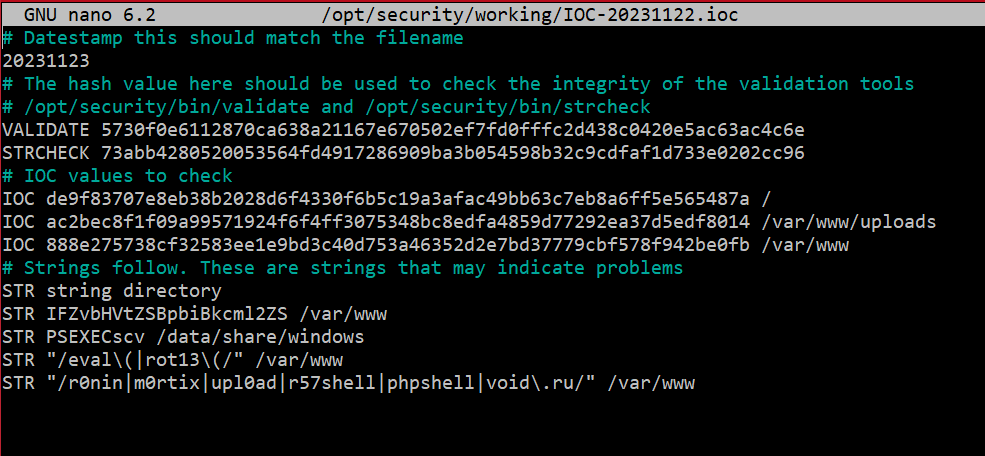 GNU nano 6.2 /opt/security/working/IOC-20231122.ioc
# Datestamp this should match the filename
20231123
# The hash value here should be used to check the integrity of the validation tools
# /opt/security/bin/validate and /opt/security/bin/strcheck
VALIDATE 5730f0e6112870ca638a21167e670502ef7fd0fffc2d438c0420e5ac63ac4c6e
STRCHECK 73abb4280520053564fd4917286909ba3b054598b32c9cdfaf1d733e0202cc96
# IOC values to check
IOC de9f83707e8eb38b2028d6f4330f6b5c19a3afac49bb63c7eb8a6ff5e565487a /
IOC ac2bec8f1f09a99571924f6f4ff3075348bc8edfa4859d77292ea37d5edf8014 /var/www/uploads
IOC 888e275738cf32583ee1e9bd3c40d753a46352d2e7bd37779cbf578f942be0fb /var/www
# Strings follow. These are strings that may indicate problems
STR string directory
STR IFZvbHVtZSBpbiBkcml2ZS /var/www
STR PSEXECscv /data/share/windows
STR "/eval\(|rot13\(/" /var/www
STR "/r0nin|m0rtix|upl0ad|r57shell|phpshell|void\.ru/" /var/www